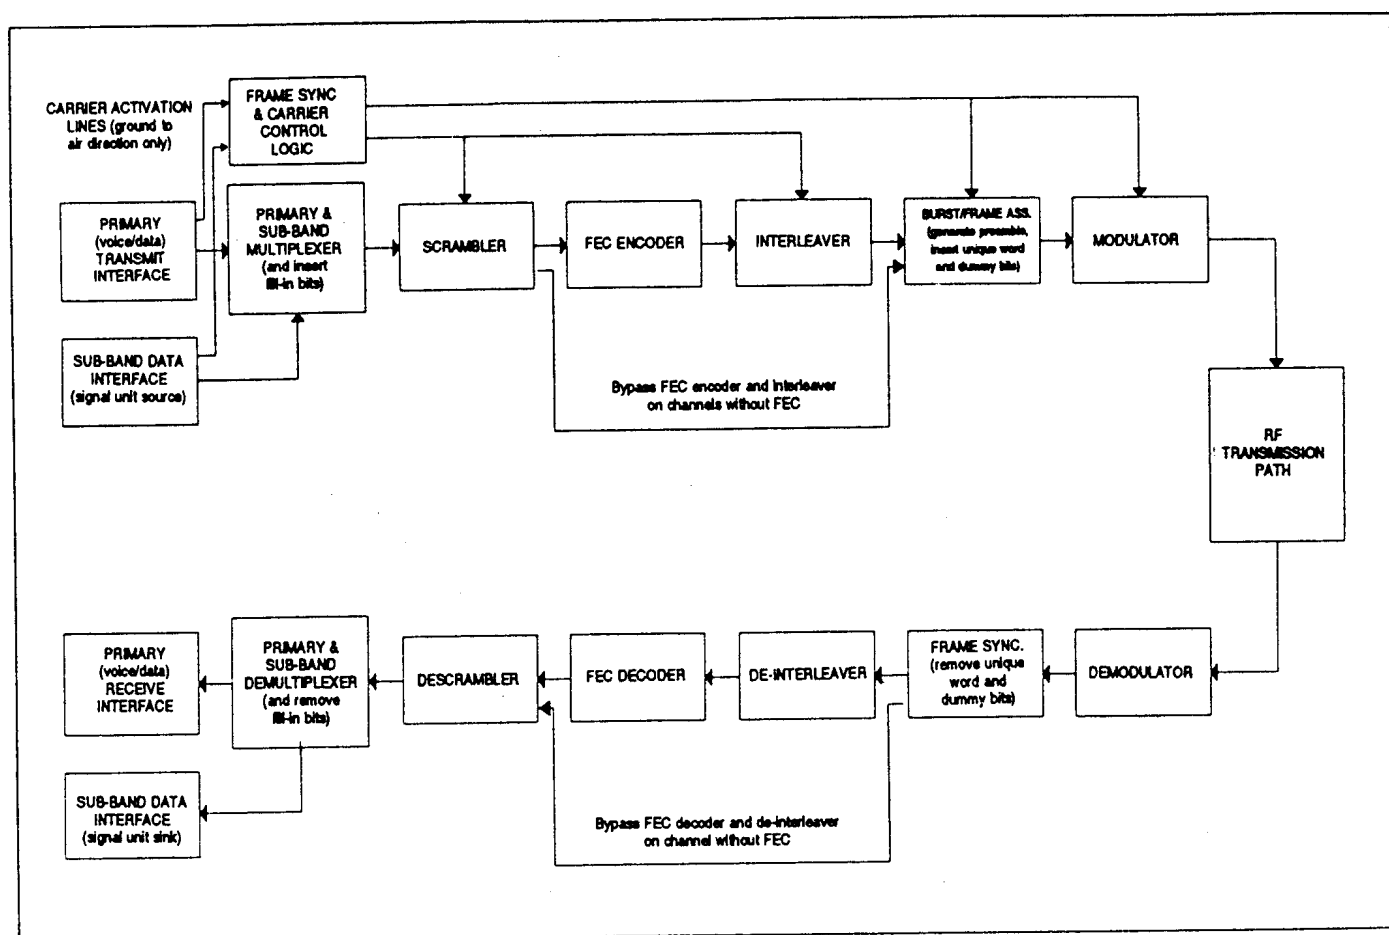 CARRIER ACTIVATION
LINES (ground to
air direction only)
FRAME SYNC
& CARRIER
CONTROL
LOGIC
PRIMARY
(voice/data)
TRANSMIT
INTERFACE
PRIMARY &
SUB-BAND
MULTIPLEXER
(and insert
fill-in bits)
SCRAMBLER
FEC ENCODER
INTERLEAVER
BURST/FRAME ASS.
(generate preamble,
insert unique word
and dummy bits)
MODULATOR
SUB-BAND DATA
INTERFACE
(signal unit source)
Bypass FEC encoder and interleaver
on channels without FEC
RF
TRANSMISSION
PATH
PRIMARY
(voice/data)
RECEIVE
INTERFACE
PRIMARY &
SUB-BAND
DEMULTIPLEXER
(and remove
fill-in bits)
DESCRAMBLER
FEC DECODER
DE-INTERLEAVER
FRAME SYNC.
(remove unique
word and
dummy bits)
DEMODULATOR
SUB-BAND DATA
INTERFACE
(signal unit sink)
Bypass FEC decoder and de-interleaver
on channel without FEC